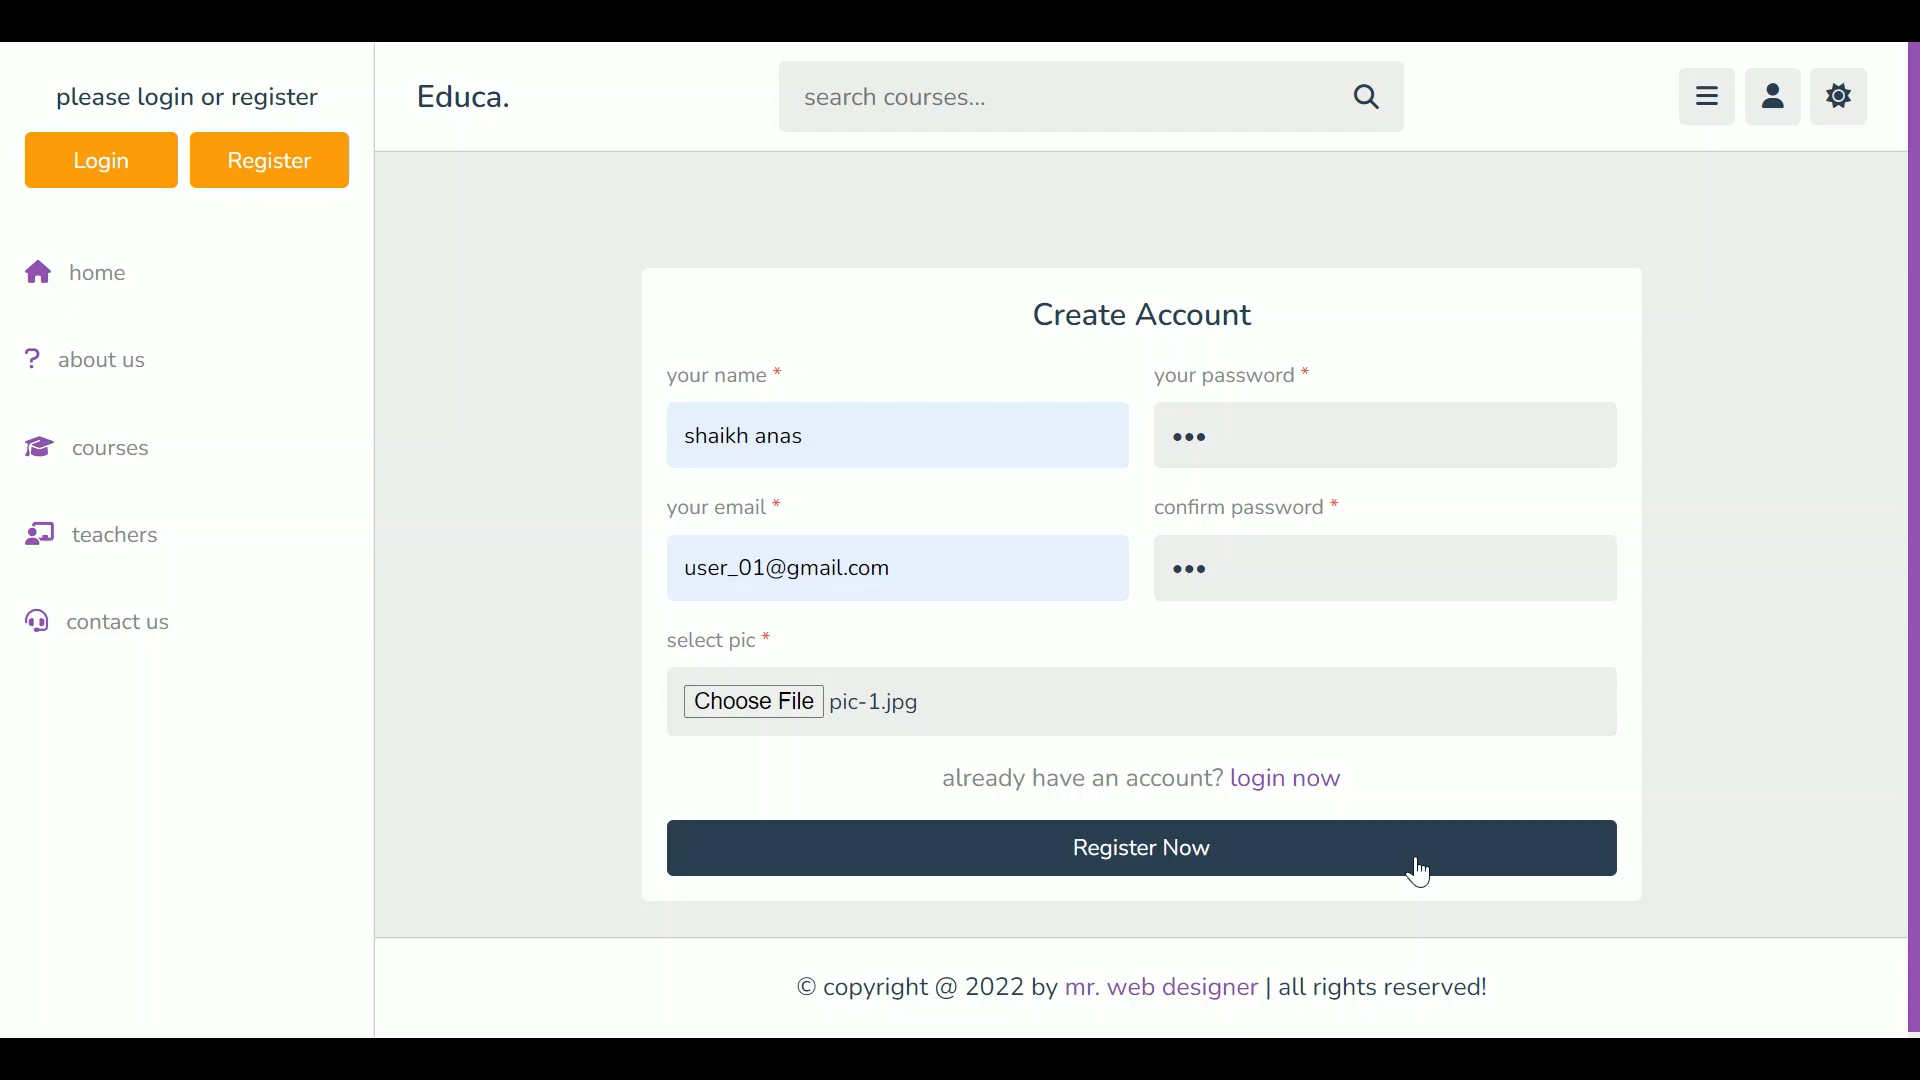 please login or register
Login
Register
home
? about us
courses
teachers
contact us
Educa.
search courses...
Create Account
your name *
shaikh anas
your password *
•••
your email *
user_01@gmail.com
confirm password *
•••
select pic *
Choose File pic-1.jpg
already have an account? login now
Register Now
© copyright @ 2022 by mr. web designer | all rights reserved!